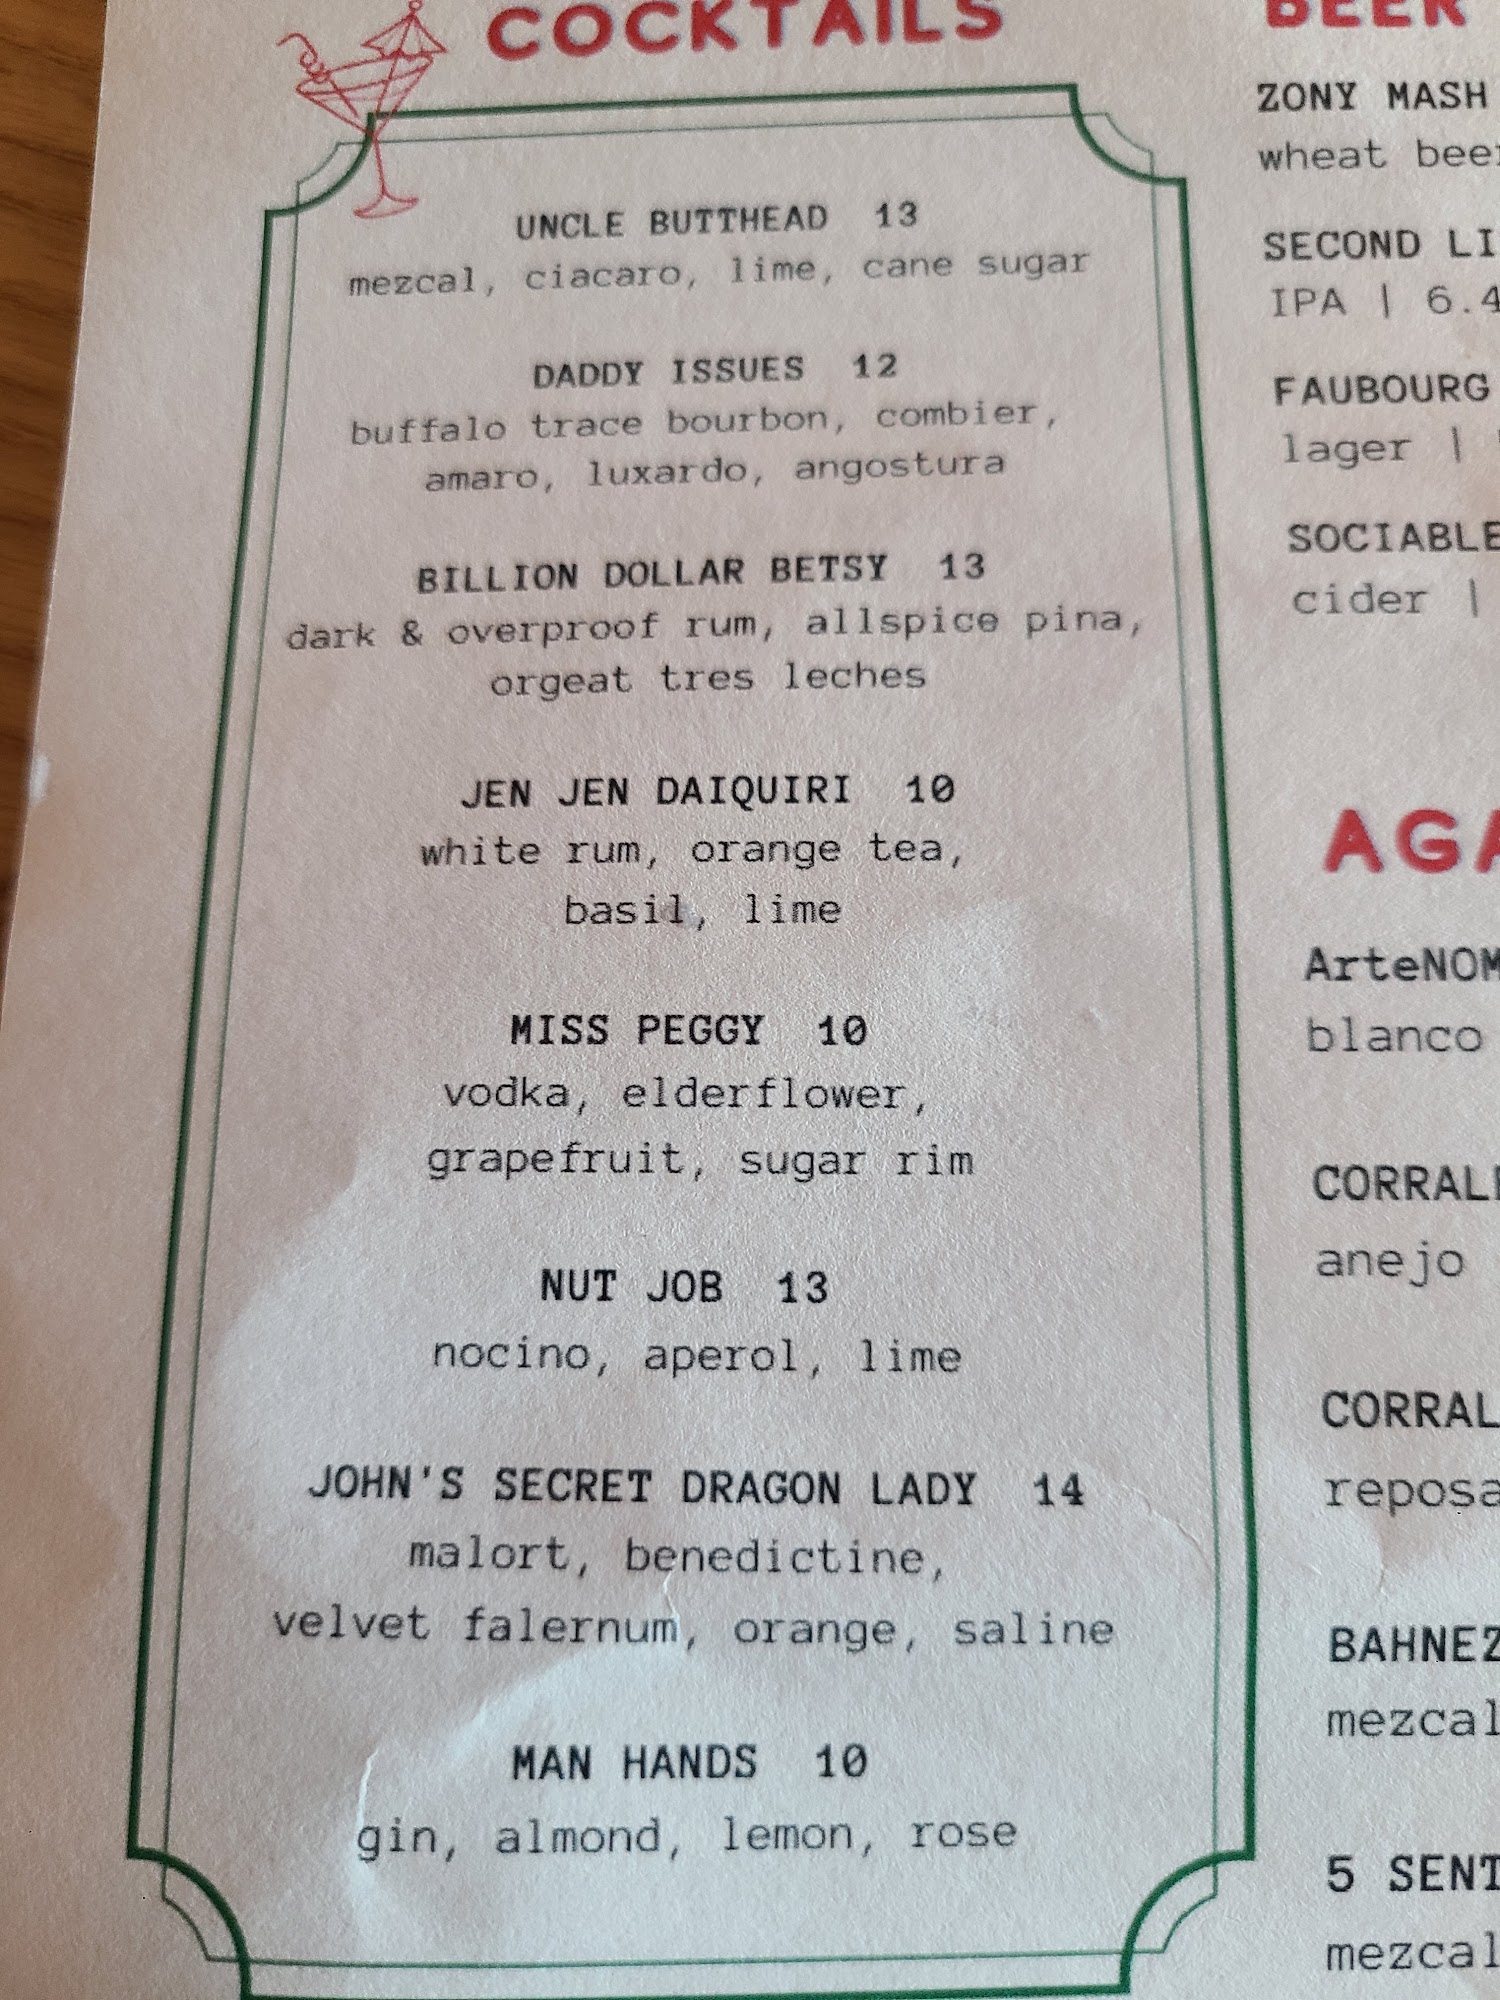 COCKTAILS
UNCLE BUTTHEAD 13
mezcal, ciacaro, lime, cane sugar
DADDY ISSUES 12
buffalo trace bourbon, combier,
amaro, luxardo, angostura
BILLION DOLLAR BETSY 13
dark & overproof rum, allspice pina,
orgeat tres leches
JEN JEN DAIQUIRI 10
white rum, orange tea,
basil, lime
MISS PEGGY 10
vodka, elderflower,
grapefruit, sugar rim
NUT JOB 13
nocino, aperol, lime
JOHN'S SECRET DRAGON LADY 14
malort, benedictine,
velvet falernum, orange, saline
MAN HANDS 10
gin, almond, lemon, rose
BEER
ZONY MASH
wheat beer
SECOND LI
IPA | 6.4
FAUBOURG
lager |
SOCIABLE
cider |
AGA
ArteNOM
blanco
CORRAL
anejo
CORRAL
reposa
BAHNEZ
mezcal
5 SENT
mezcal